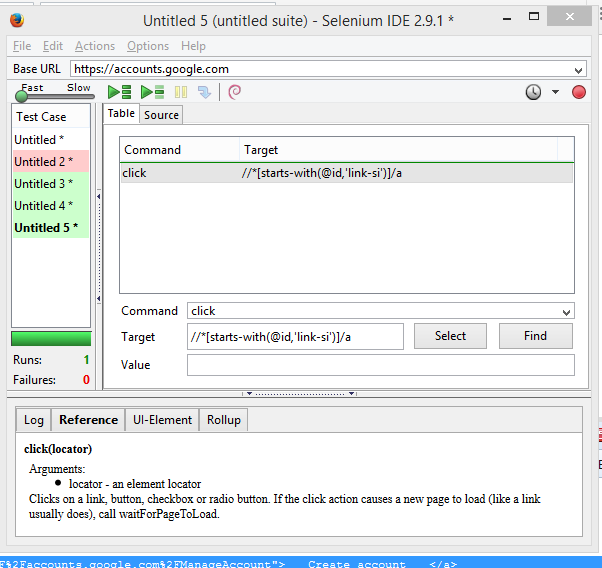 Untitled 5 (untitled suite) - Selenium IDE 2.9.1 *
File Edit Actions Options Help
Base URL https://accounts.google.com
Fast Slow
Test Case
Untitled *
Untitled 2 *
Untitled 3 *
Untitled 4 *
Untitled 5 *
Runs: 1
Failures: 0
Table Source
Command Target
click //*[starts-with(@id,'link-si')]/a
Command click
Target //*[starts-with(@id,'link-si')]/a Select Find
Value
Log Reference UI-Element Rollup
click(locator)
Arguments:
• locator - an element locator
Clicks on a link, button, checkbox or radio button. If the click action causes a new page to load (like a link
usually does), call waitForPageToLoad.
F%2Faccounts.google.com%2FManageAccount"> Create account </a>